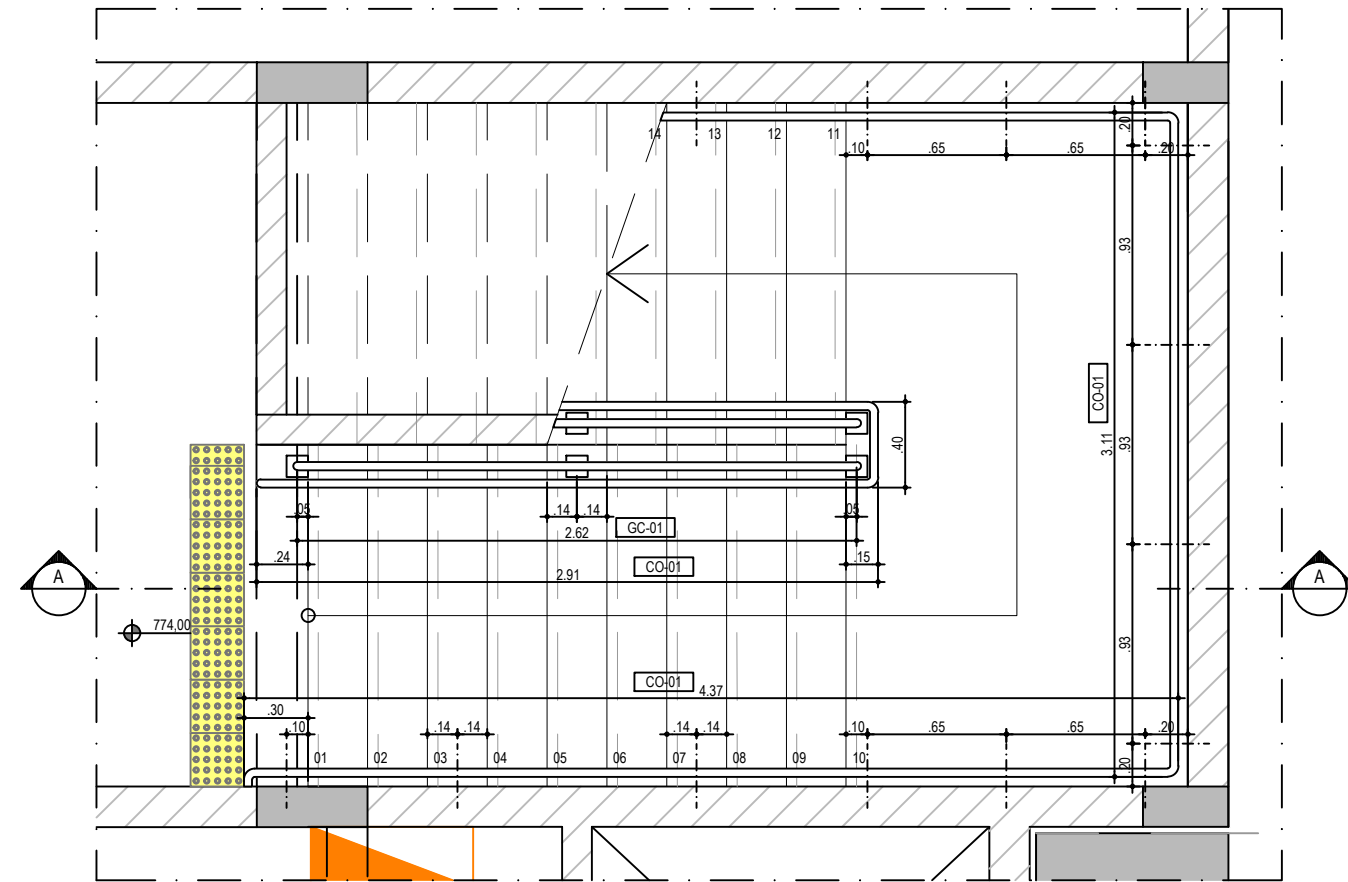 14 13 12 11
.10 .65 .65 .20
.20
.93
CO-01
3.11 .93
.40
.05 .14 .14 .05
GC-01
2.62
.24 CO-01 .15
2.91
A A
774,00
.93
CO-01
4.37
.30
.10 .14 .14 .14 .14 .10 .65 .65 .20
01 02 03 04 05 06 07 08 09 10
.20